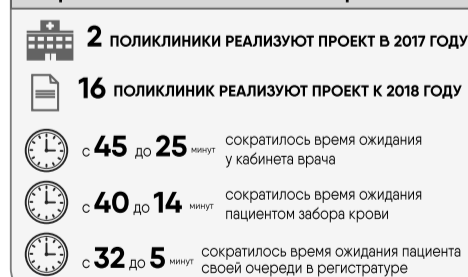 2 ПОЛИКЛИНИКИ РЕАЛИЗУЮТ ПРОЕКТ В 2017 ГОДУ
16 ПОЛИКЛИНИК РЕАЛИЗУЮТ ПРОЕКТ К 2018 ГОДУ
с 45 до 25 минут сократилось время ожидания
у кабинета врача
с 40 до 14 минут сократилось время ожидания
пациентом забора крови
с 32 до 5 минут сократилось время ожидания пациента
своей очереди в регистратуре